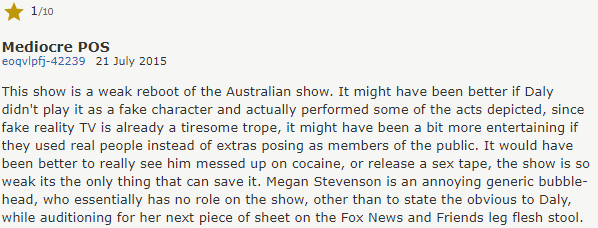 1/10
Mediocre POS
eoqvlpfj-42239 21 July 2015
This show is a weak reboot of the Australian show. It might have been better if Daly
didn't play it as a fake character and actually performed some of the acts depicted, since
fake reality TV is already a tiresome trope, it might have been a bit more entertaining if
they used real people instead of extras posing as members of the public. It would have
been better to really see him messed up on cocaine, or release a sex tape, the show is so
weak its the only thing that can save it. Megan Stevenson is an annoying generic bubble-
head, who essentially has no role on the show, other than to state the obvious to Daly,
while auditioning for her next piece of sheet on the Fox News and Friends leg flesh stool.